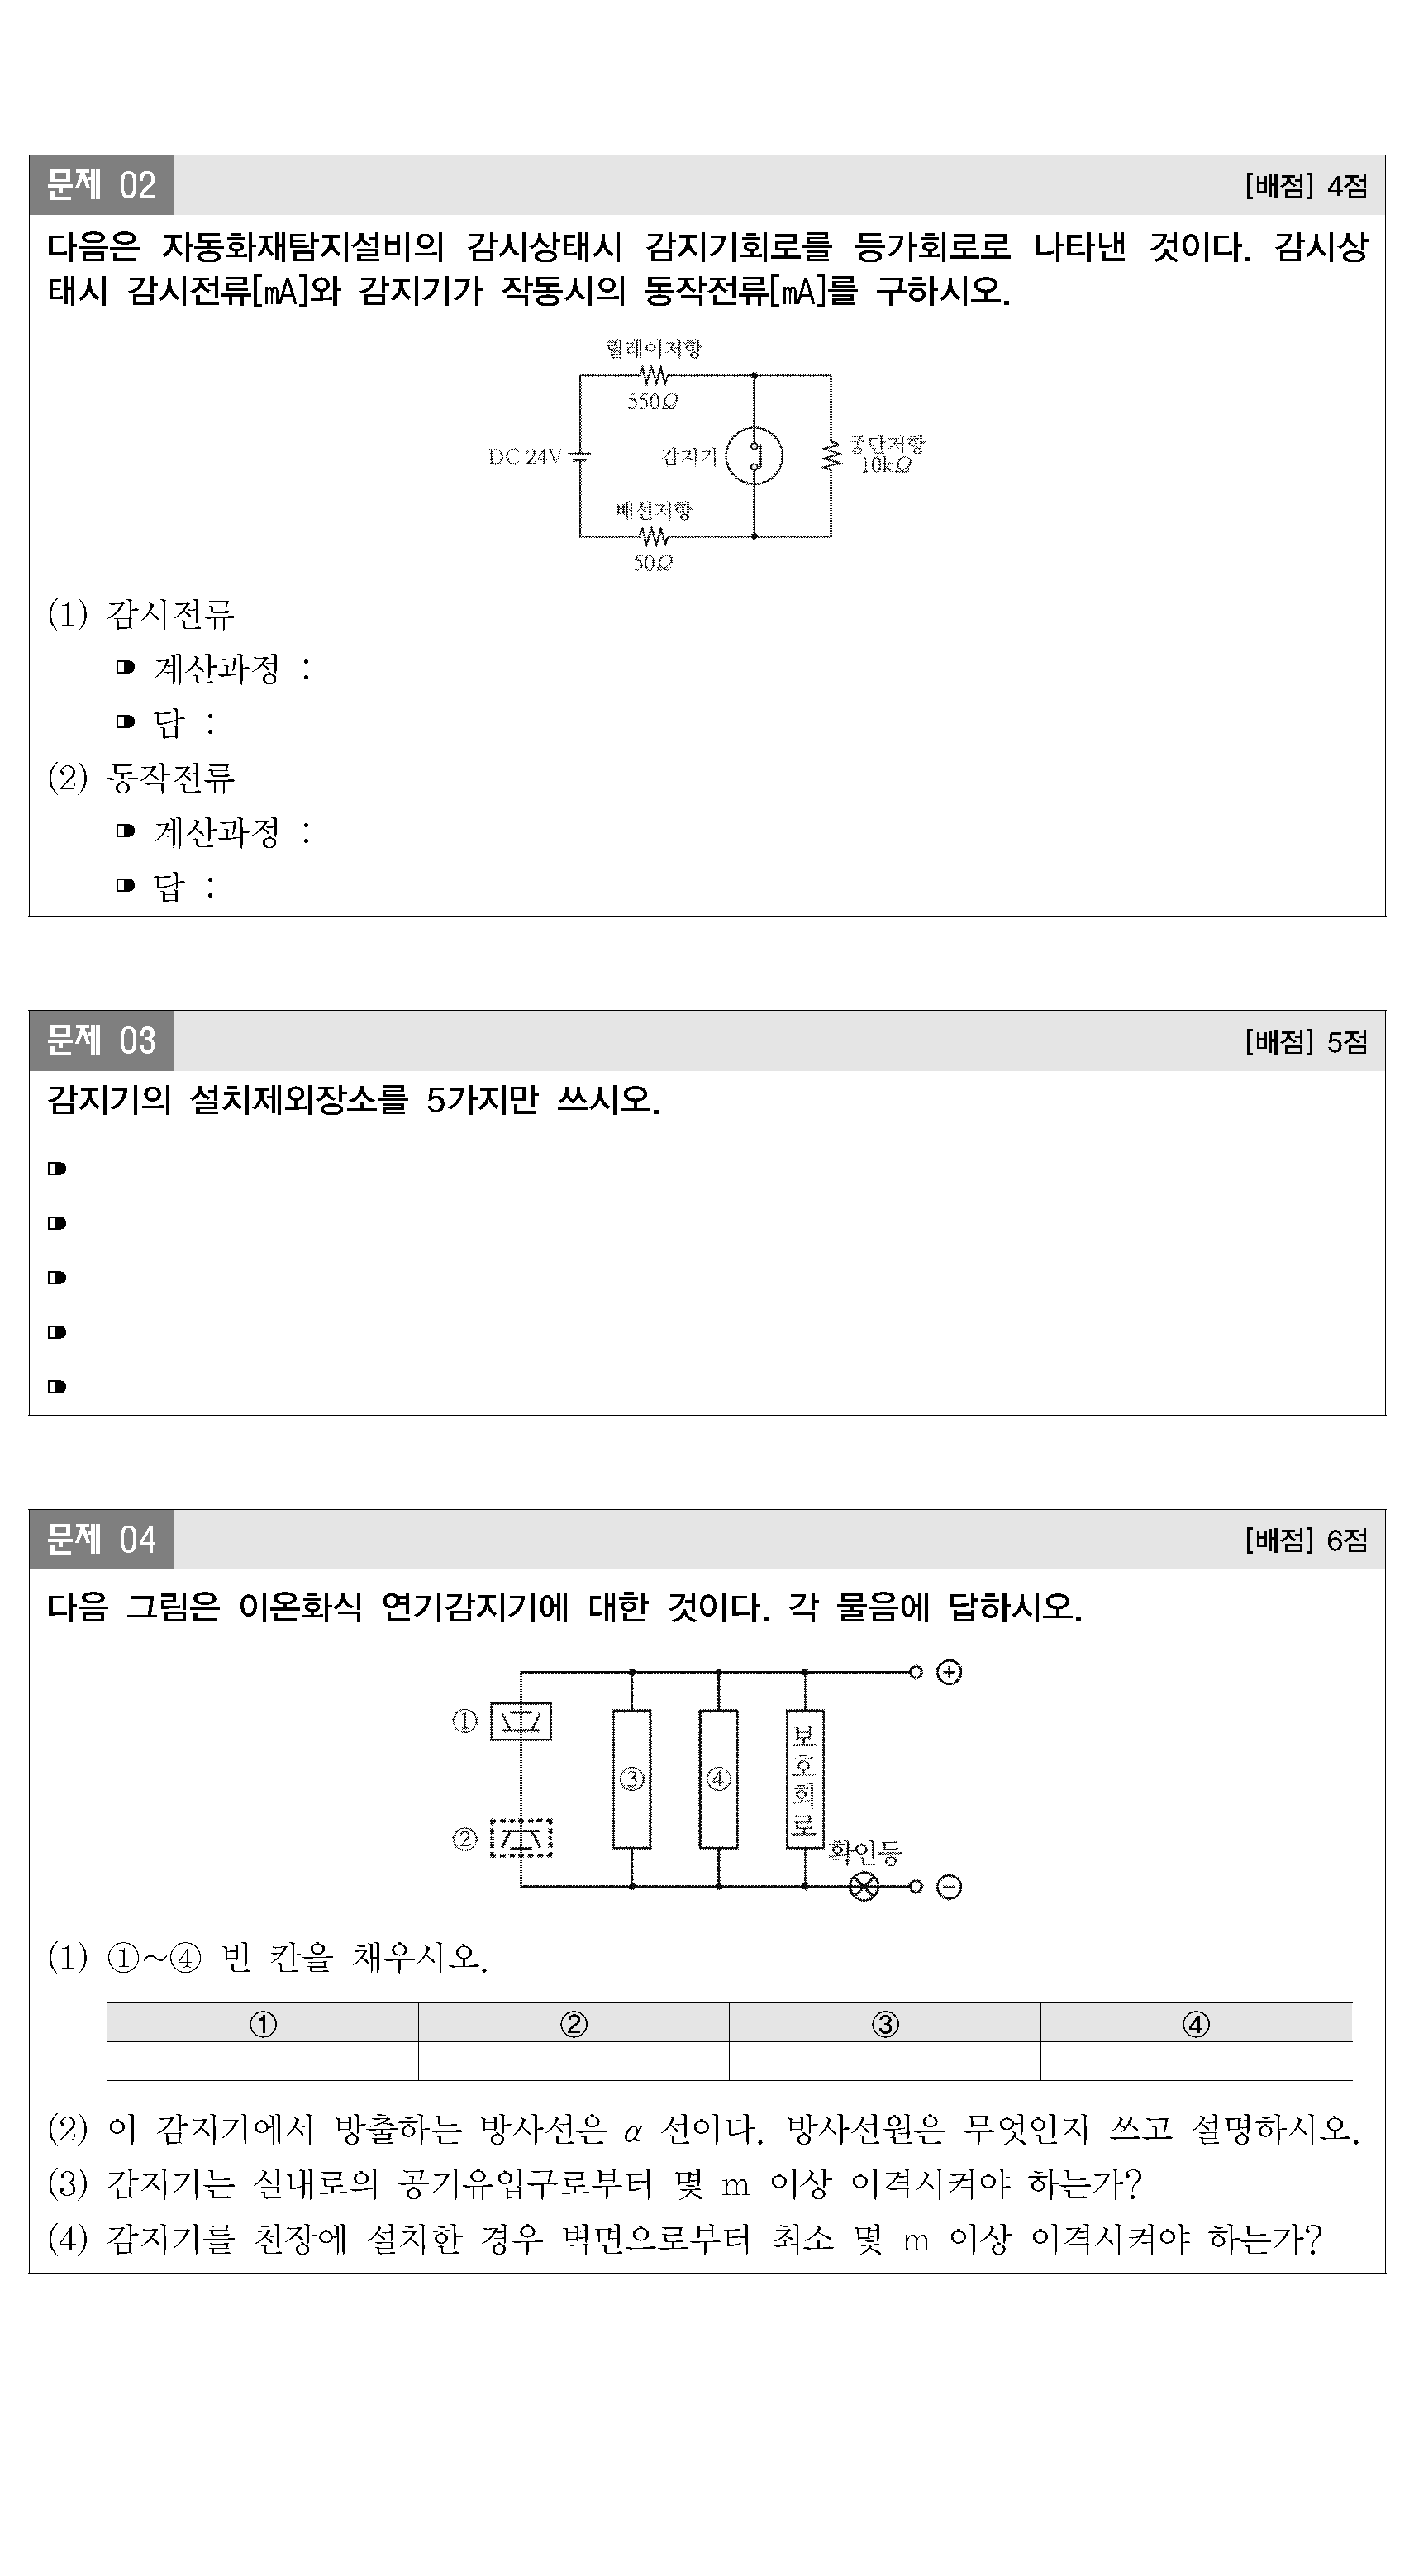 문제 02 [배점] 4점
다음은 자동화재탐지설비의 감시상태시 감지기회로를 등가회로로 나타낸 것이다. 감시상
태시 감시전류[㎃]와 감지기가 작동시의 동작전류[㎃]를 구하시오.
릴레이저항
550Ω
DC 24V
감지기
종단저항
10kΩ
배선저항
50Ω
(1) 감시전류
계산과정 :
답 :
(2) 동작전류
계산과정 :
답 :
문제 03 [배점] 5점
감지기의 설치제외장소를 5가지만 쓰시오.
문제 04 [배점] 6점
다음 그림은 이온화식 연기감지기에 대한 것이다. 각 물음에 답하시오.
⊕
①
③
④
보호회로
②
확인등
⊖
(1) ①~④ 빈 칸을 채우시오.
① ② ③ ④
(2) 이 감지기에서 방출하는 방사선은 α 선이다. 방사선원은 무엇인지 쓰고 설명하시오.
(3) 감지기는 실내로의 공기유입구로부터 몇 m 이상 이격시켜야 하는가?
(4) 감지기를 천장에 설치한 경우 벽면으로부터 최소 몇 m 이상 이격시켜야 하는가?